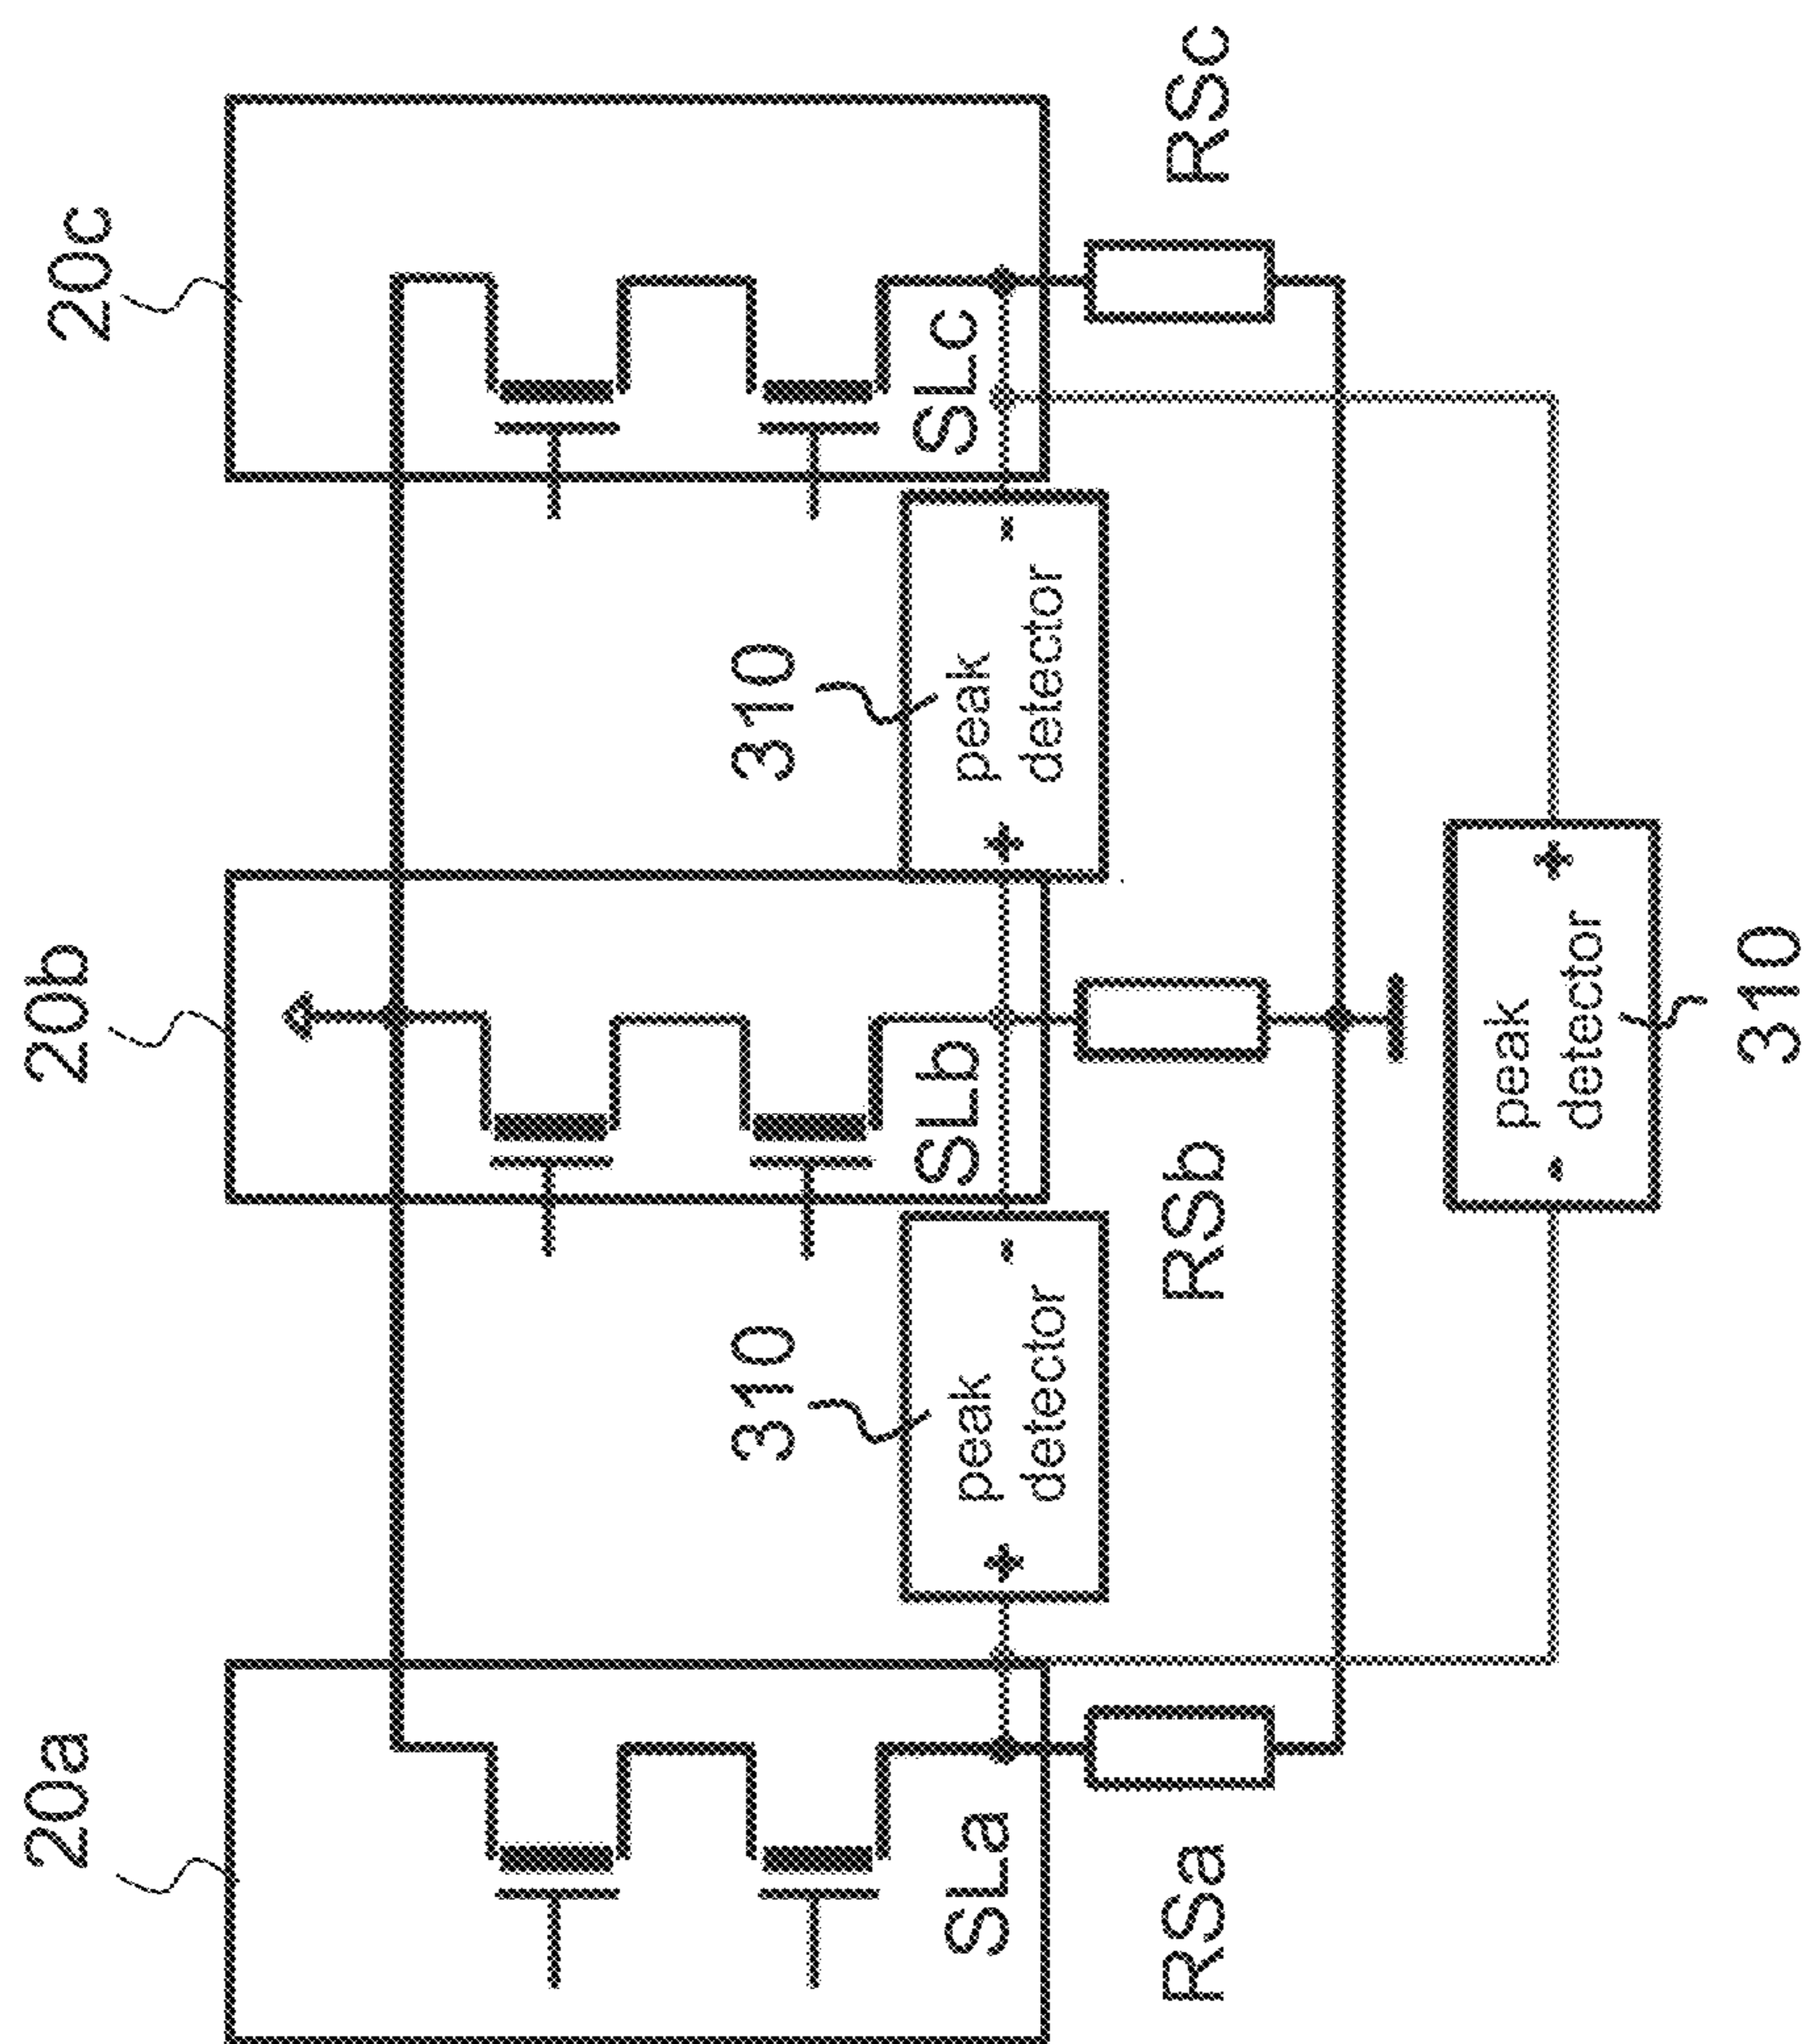 20a
20b
20c
310
310
SLa
+
peak
detector
-
SLb
+
peak
detector
-
SLc
RSa
RSb
RSc
-
peak
detector
+
310